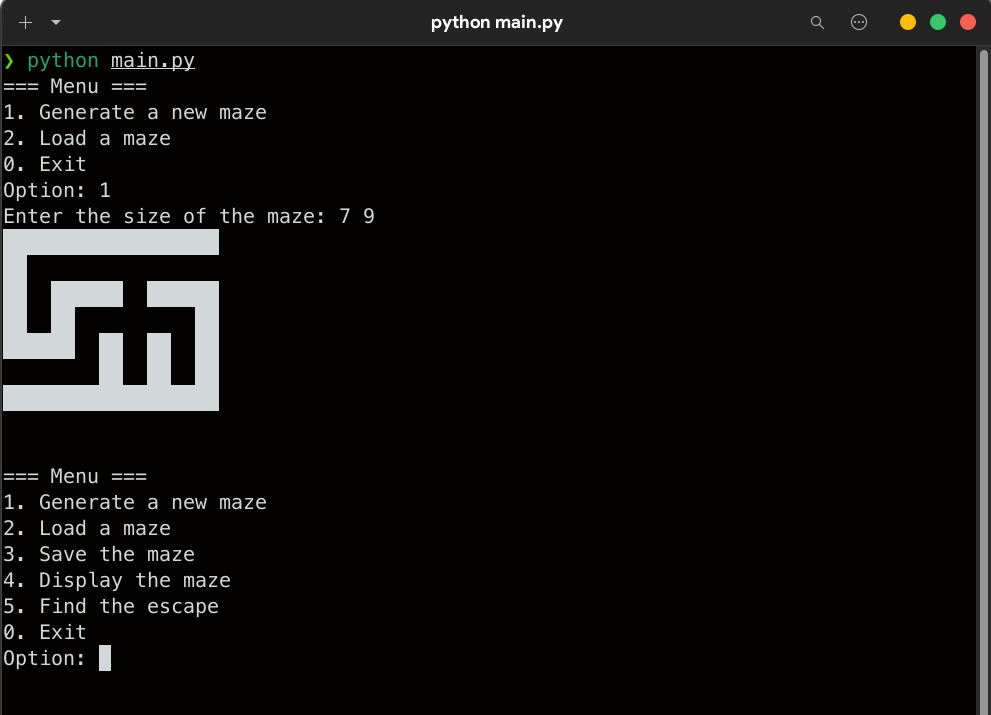 python main.py
❯ python main.py
=== Menu ===
1. Generate a new maze
2. Load a maze
0. Exit
Option: 1
Enter the size of the maze: 7 9
=== Menu ===
1. Generate a new maze
2. Load a maze
3. Save the maze
4. Display the maze
5. Find the escape
0. Exit
Option: